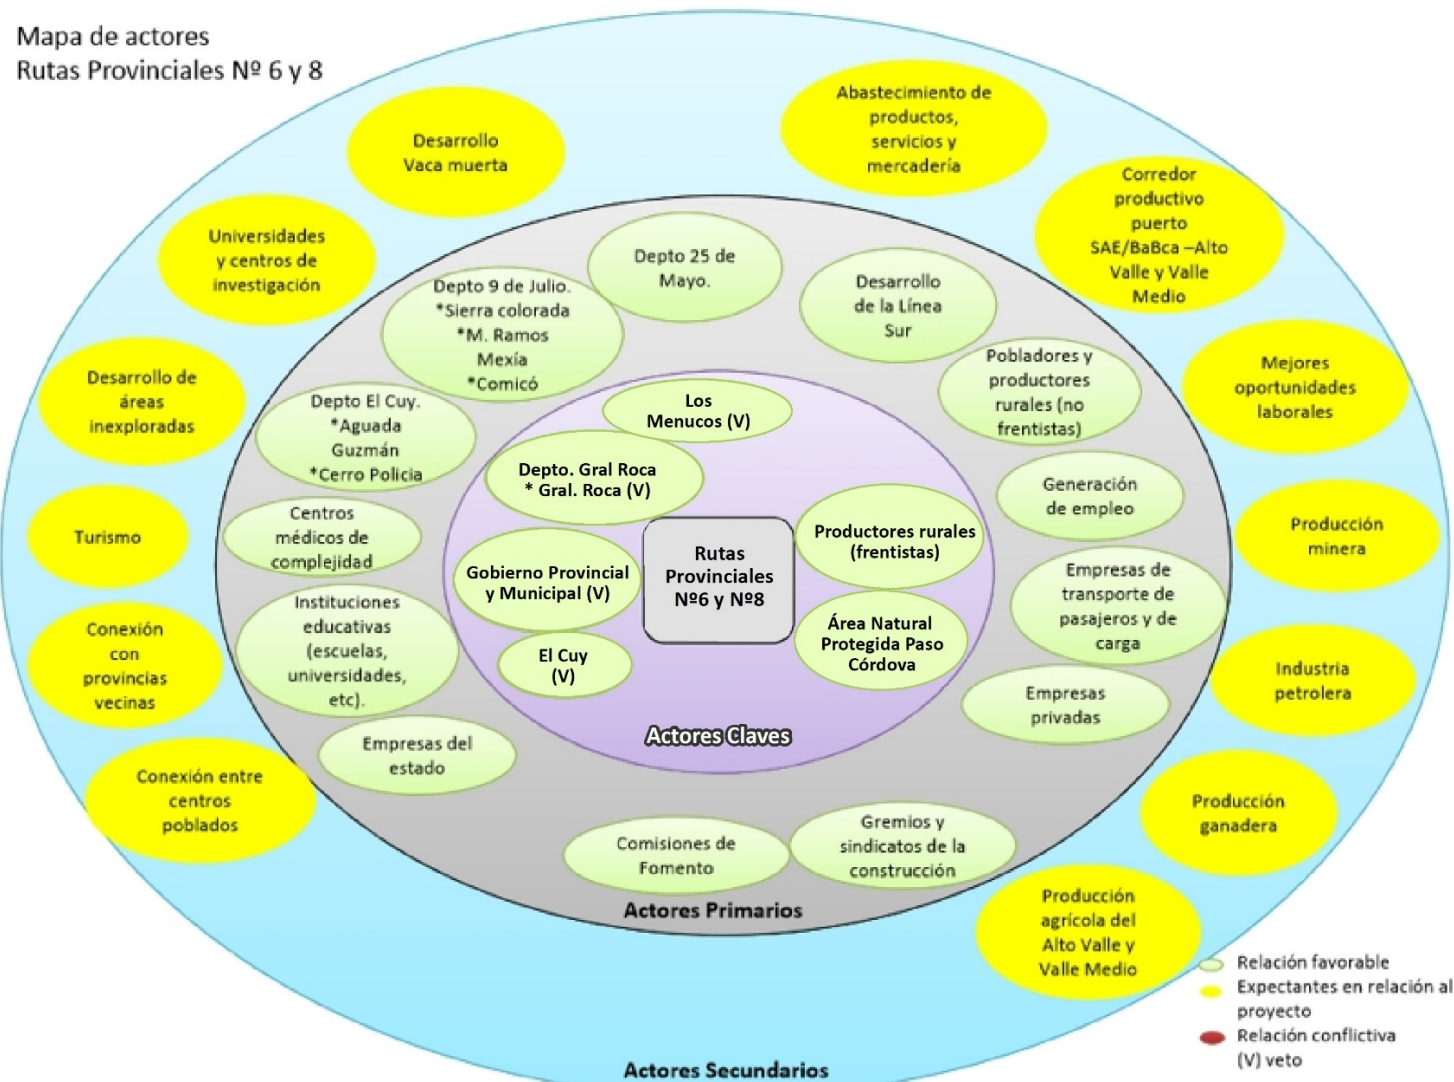 Mapa de actores
Rutas Provinciales Nº 6 y 8
Desarrollo
Vaca muerta
Abastecimiento de
productos,
servicios y
mercadería
Universidades
y centros de
investigación
Corredor
productivo
puerto
SAE/BaBca –Alto
Valle y Valle
Medio
Desarrollo de
áreas
inexploradas
Mejores
oportunidades
laborales
Turismo
Producción
minera
Conexión
con
provincias
vecinas
Industria
petrolera
Conexión entre
centros
poblados
Producción
ganadera
Producción
agrícola del
Alto Valle y
Valle Medio
Depto 25 de
Mayo.
Depto 9 de Julio.
*Sierra colorada
*M. Ramos
Mexía
*Comicó
Desarrollo
de la Línea
Sur
Pobladores y
productores
rurales (no
frentistas)
Depto El Cuy.
*Aguada
Guzmán
*Cerro Policia
Generación
de empleo
Centros
médicos de
complejidad
Empresas de
transporte de
pasajeros y de
carga
Instituciones
educativas
(escuelas,
universidades,
etc).
Empresas
privadas
Empresas del
estado
Comisiones de
Fomento
Gremios y
sindicatos de la
construcción
Los
Menucos (V)
Depto. Gral Roca
* Gral. Roca (V)
Productores rurales
(frentistas)
Rutas
Provinciales
Nº6 y Nº8
Gobierno Provincial
y Municipal (V)
Área Natural
Protegida Paso
Córdova
El Cuy
(V)
Actores Claves
Actores Primarios
Actores Secundarios
Relación favorable
Expectantes en relación al
proyecto
Relación conflictiva
(V) veto